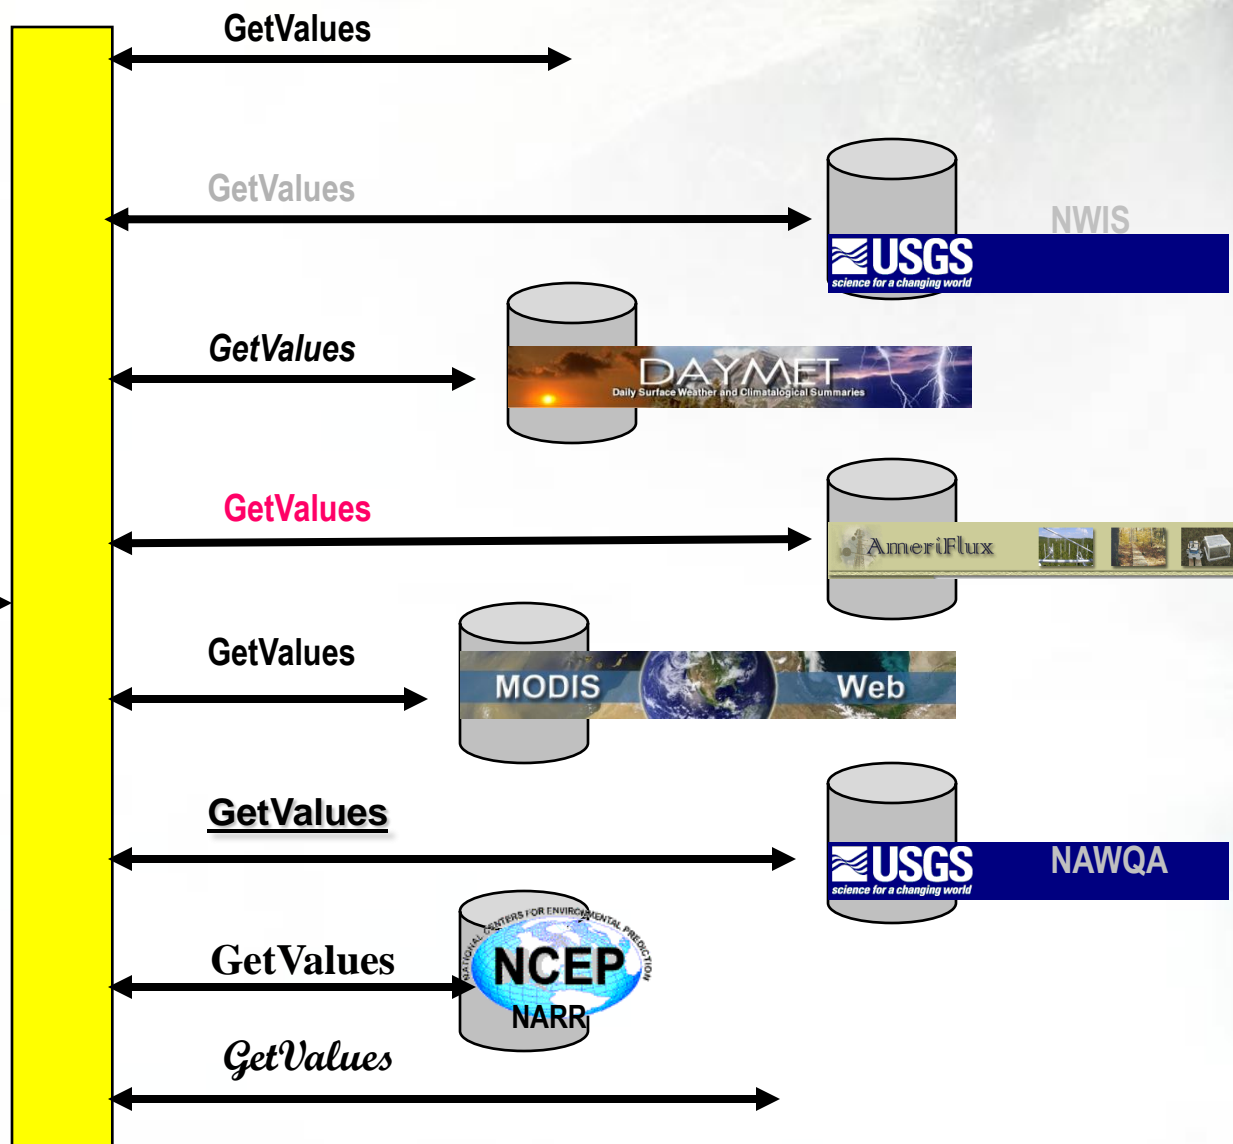 GetValues
GetValues
NWIS
USGS
science for a changing world
GetValues
DAYMET
Daily Surface Weather and Climatalogical Summaries
GetValues
AmeriFlux
GetValues
MODIS Web
GetValues
USGS
science for a changing world
NAWQA
NATIONAL CENTERS FOR ENVIRONMENTAL PREDICTION
GetValues
NCEP
NARR
GetValues